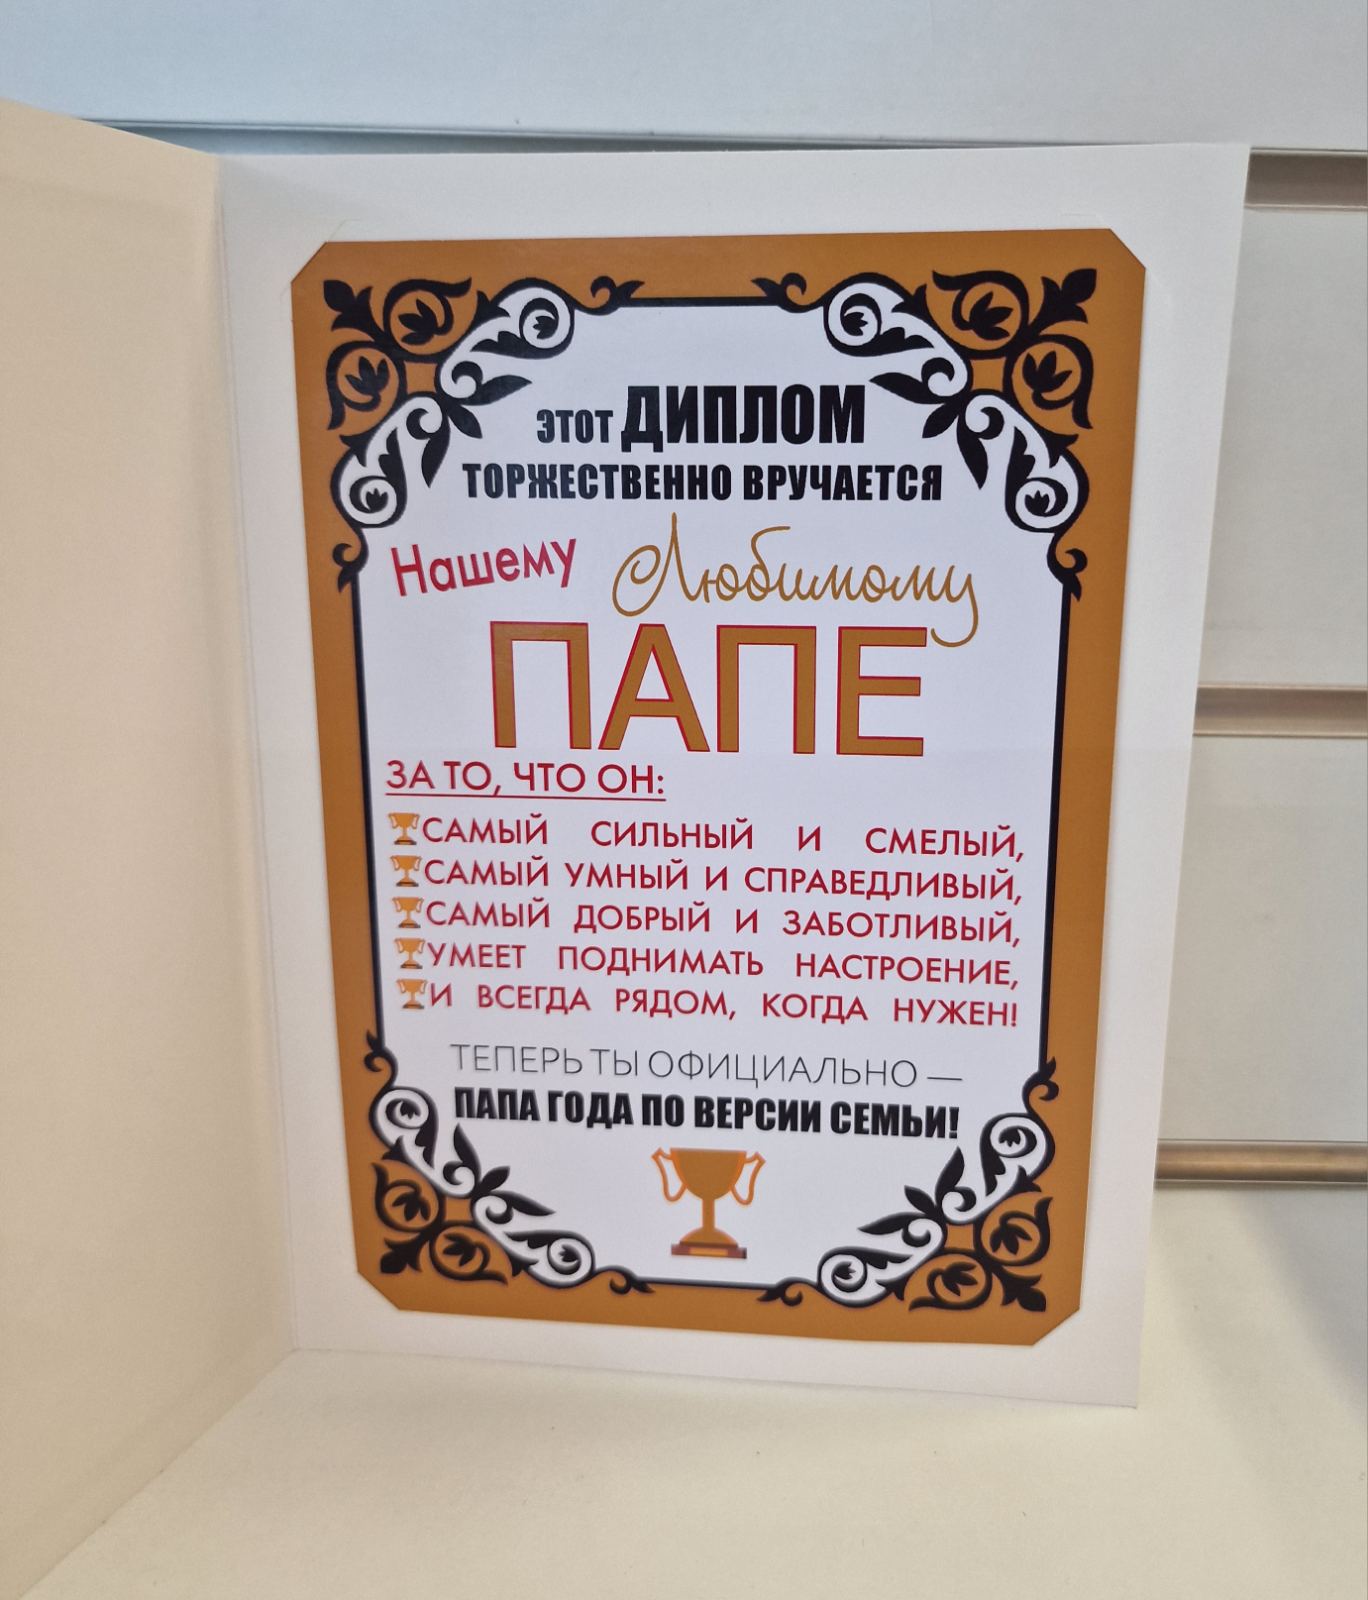 ЭТОТ ДИПЛОМ
ТОРЖЕСТВЕННО ВРУЧАЕТСЯ
Нашему Любимому
ПАПЕ
ЗА ТО, ЧТО ОН:
САМЫЙ СИЛЬНЫЙ И СМЕЛЫЙ,
САМЫЙ УМНЫЙ И СПРАВЕДЛИВЫЙ,
САМЫЙ ДОБРЫЙ И ЗАБОТЛИВЫЙ,
УМЕЕТ ПОДНИМАТЬ НАСТРОЕНИЕ,
И ВСЕГДА РЯДОМ, КОГДА НУЖЕН!
ТЕПЕРЬ ТЫ ОФИЦИАЛЬНО —
ПАПА ГОДА ПО ВЕРСИИ СЕМЬИ!